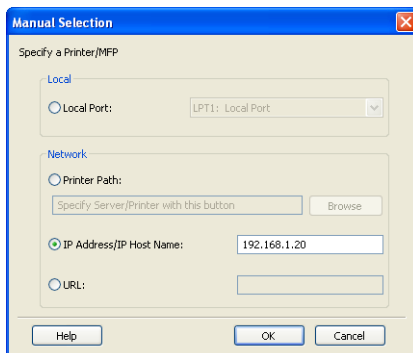 Manual Selection
Specify a Printer/MFP
Local
Local Port:
LPT1: Local Port
Network
Printer Path:
Specify Server/Printer with this button
Browse
IP Address/IP Host Name:
192.168.1.20
URL:
Help
OK
Cancel